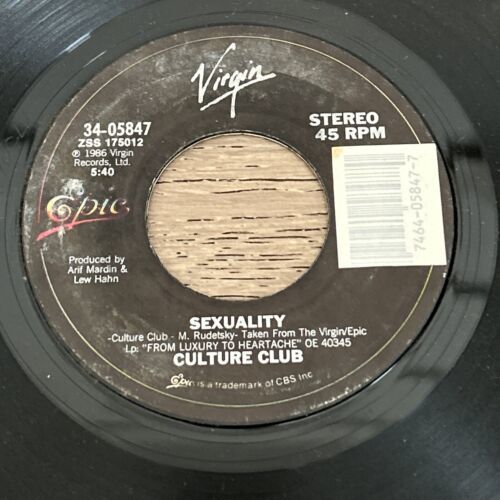 Virgin
34-05847
ZSS 175012
℗ 1986 Virgin
Records, Ltd.
5:40
STEREO
45 RPM
7464-05847-7
Epic
Produced by
Arif Mardin &
Lew Hahn
SEXUALITY
-Culture Club - M. Rudetsky- Taken From The Virgin/Epic
Lp: "FROM LUXURY TO HEARTACHE" OE 40345
CULTURE CLUB
Epic is a trademark of CBS Inc.